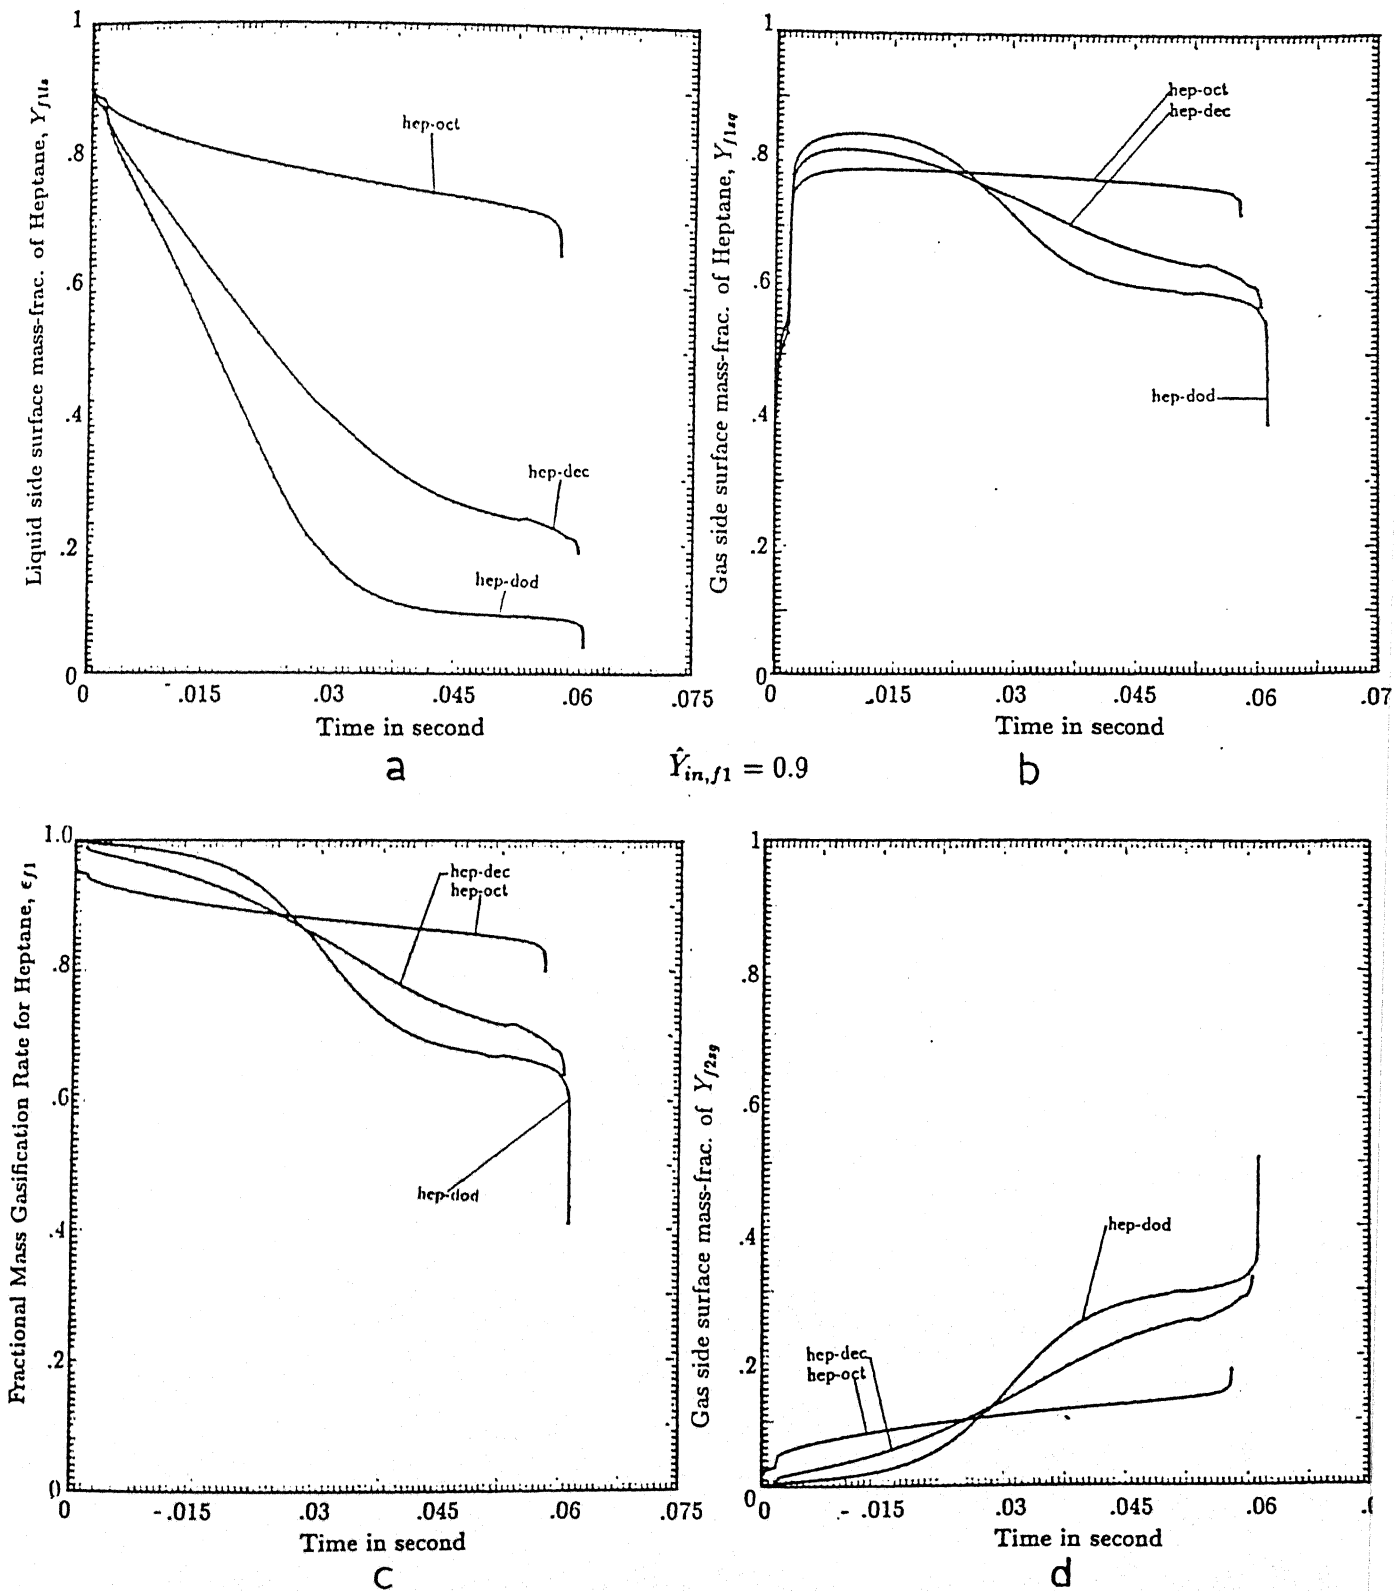 1
.8
.6
.4
.2
0
0 .015 .03 .045 .06 .075
Time in second
Liquid side surface mass-frac. of Heptane, Y_{f1ls}
hep-oct
hep-dec
hep-dod
a
1
.8
.6
.4
.2
0
0 .015 .03 .045 .06 .07
Time in second
Gas side surface mass-frac. of Heptane, Y_{f1sg}
hep-oct
hep-dec
hep-dod
b
Ŷ_{in,f1} = 0.9
1.0
.8
.6
.4
.2
0
0 .015 .03 .045 .06 .075
Time in second
Fractional Mass Gasification Rate for Heptane, ϵ_{f1}
hep-dec
hep-oct
hep-dod
c
1
.8
.6
.4
.2
0
0 .015 .03 .045 .06
Time in second
Gas side surface mass-frac. of Y_{f2sg}
hep-dod
hep-dec
hep-oct
d